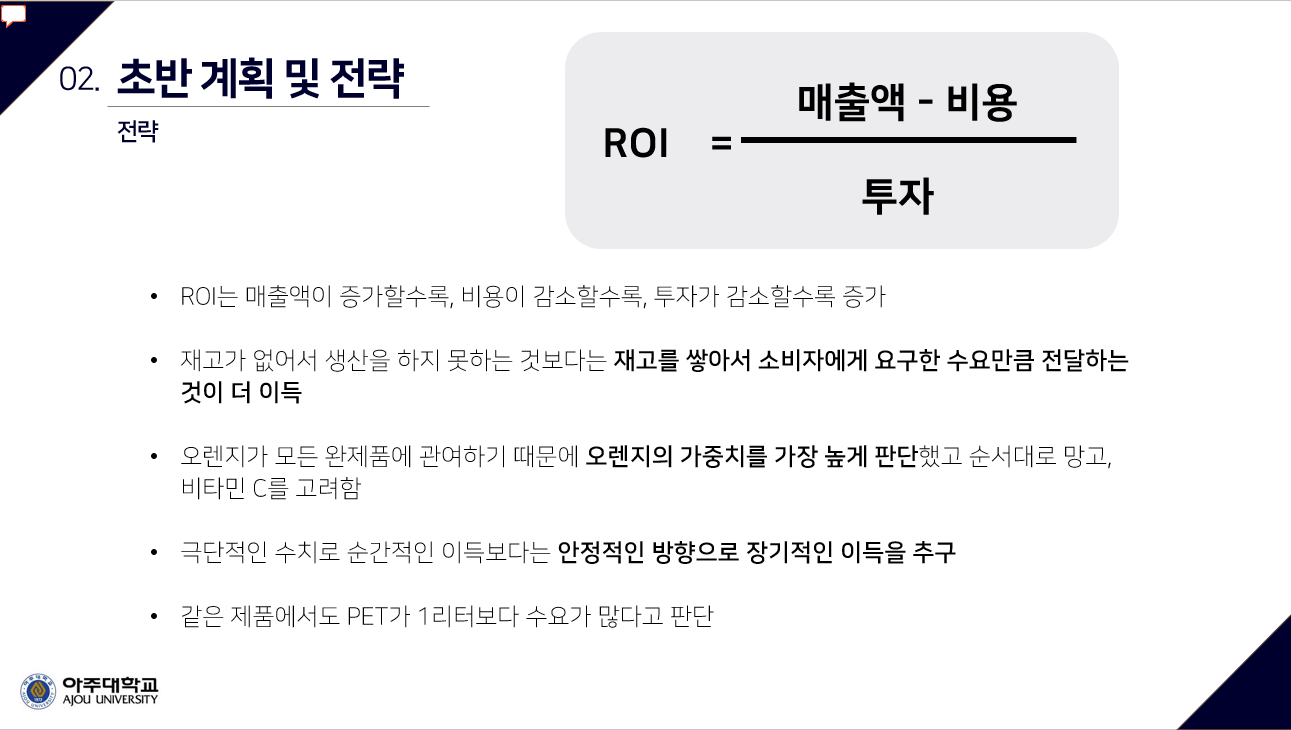 02. 초반 계획 및 전략
전략
매출액 - 비용
ROI =
투자
• ROI는 매출액이 증가할수록, 비용이 감소할수록, 투자가 감소할수록 증가
• 재고가 없어서 생산을 하지 못하는 것보다는 재고를 쌓아서 소비자에게 요구한 수요만큼 전달하는
것이 더 이득
• 오렌지가 모든 완제품에 관여하기 때문에 오렌지의 가중치를 가장 높게 판단했고 순서대로 망고,
비타민 C를 고려함
• 극단적인 수치로 순간적인 이득보다는 안정적인 방향으로 장기적인 이득을 추구
• 같은 제품에서도 PET가 1리터보다 수요가 많다고 판단
아주대학교
AJOU UNIVERSITY